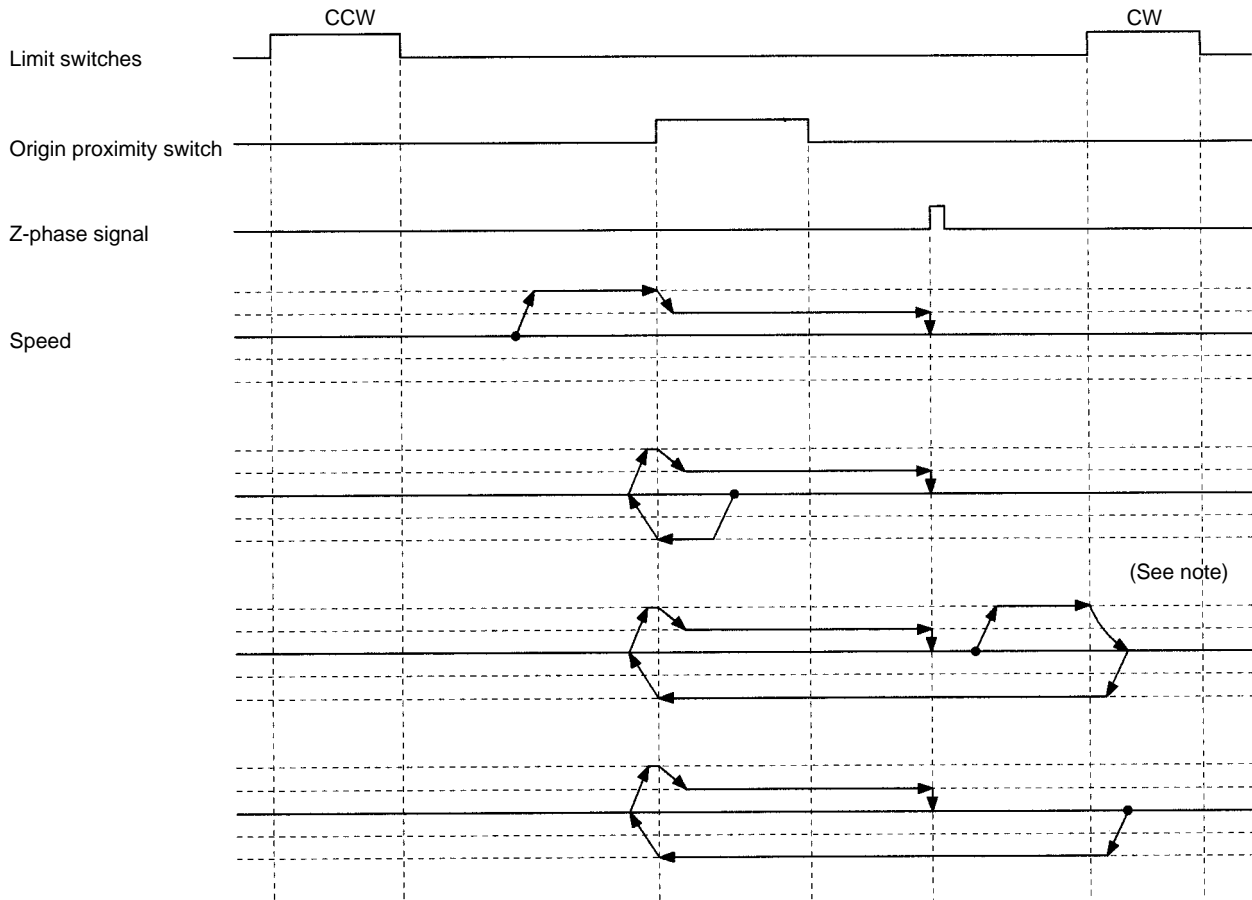 CCW
CW
Limit switches
Origin proximity switch
Z-phase signal
Speed
(See note)